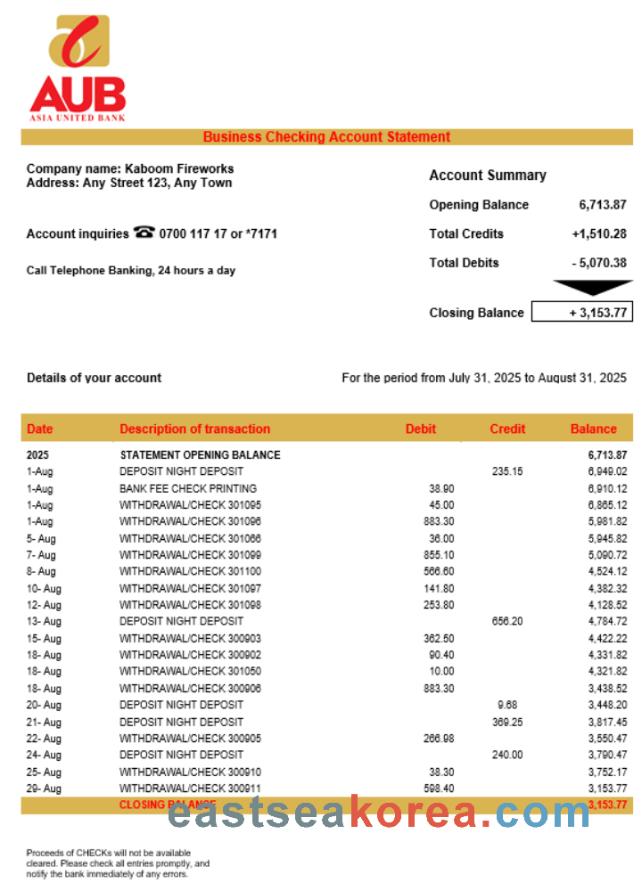 AUB
ASIA UNITED BANK
Business Checking Account Statement
Company name: Kaboom Fireworks
Address: Any Street 123, Any Town
Account inquiries ☎ 0700 117 17 or *7171
Call Telephone Banking, 24 hours a day
Account Summary
Opening Balance 6,713.87
Total Credits +1,510.28
Total Debits - 5,070.38
Closing Balance + 3,153.77
Details of your account For the period from July 31, 2025 to August 31, 2025
Date Description of transaction Debit Credit Balance
2025 STATEMENT OPENING BALANCE 6,713.87
1-Aug DEPOSIT NIGHT DEPOSIT 235.15 6,949.02
1-Aug BANK FEE CHECK PRINTING 38.90 6,910.12
1-Aug WITHDRAWAL/CHECK 301095 45.00 6,865.12
1-Aug WITHDRAWAL/CHECK 301096 883.30 5,981.82
5- Aug WITHDRAWAL/CHECK 301066 36.00 5,945.82
7- Aug WITHDRAWAL/CHECK 301099 855.10 5,090.72
8- Aug WITHDRAWAL/CHECK 301100 566.60 4,524.12
10- Aug WITHDRAWAL/CHECK 301097 141.80 4,382.32
12- Aug WITHDRAWAL/CHECK 301098 253.80 4,128.52
13- Aug DEPOSIT NIGHT DEPOSIT 656.20 4,784.72
15- Aug WITHDRAWAL/CHECK 300903 362.50 4,422.22
18- Aug WITHDRAWAL/CHECK 300902 90.40 4,331.82
18- Aug WITHDRAWAL/CHECK 301050 10.00 4,321.82
18- Aug WITHDRAWAL/CHECK 300906 883.30 3,438.52
20- Aug DEPOSIT NIGHT DEPOSIT 9.68 3,448.20
21- Aug DEPOSIT NIGHT DEPOSIT 369.25 3,817.45
22- Aug WITHDRAWAL/CHECK 300905 266.98 3,550.47
24- Aug DEPOSIT NIGHT DEPOSIT 240.00 3,790.47
25- Aug WITHDRAWAL/CHECK 300910 38.30 3,752.17
29- Aug WITHDRAWAL/CHECK 300911 598.40 3,153.77
CLOSING BALANCE 3,153.77
eastseakorea.com
Proceeds of CHECKs will not be available
cleared. Please check all entries promptly, and
notify the bank immediately of any errors.